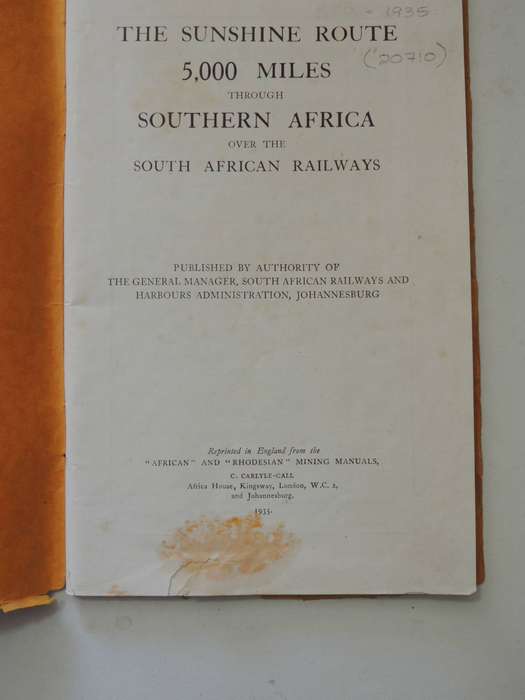 - 1935
THE SUNSHINE ROUTE
(20710)
5,000 MILES
THROUGH
SOUTHERN AFRICA
OVER THE
SOUTH AFRICAN RAILWAYS
PUBLISHED BY AUTHORITY OF
THE GENERAL MANAGER, SOUTH AFRICAN RAILWAYS AND
HARBOURS ADMINISTRATION, JOHANNESBURG
Reprinted in England from the
"AFRICAN" AND "RHODESIAN" MINING MANUALS,
C. CARLYLE-GALL
Africa House, Kingsway, London, W.C. 2,
and Johannesburg.
1935.